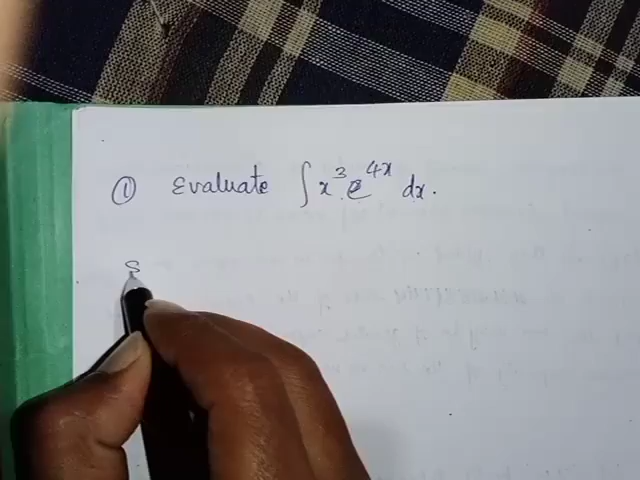 ① Evaluate ∫x³e⁴ˣ dx.
S